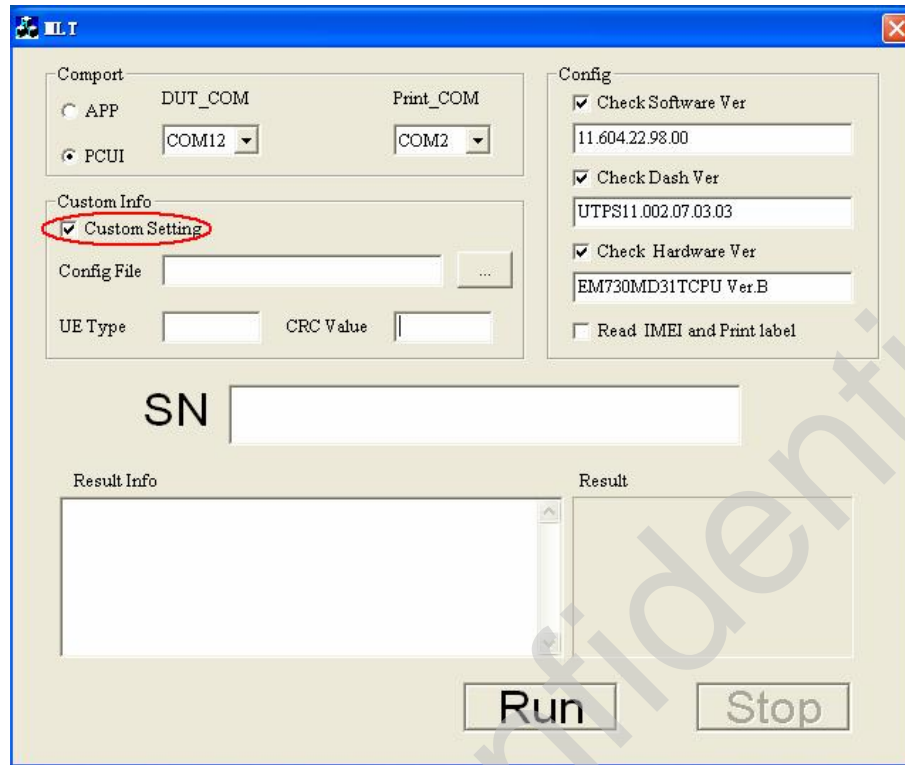 MLT
Comport
APP
PCUI
DUT_COM
COM12
Print_COM
COM2
Custom Info
Custom Setting
Config File
...
UE Type
CRC Value
Config
Check Software Ver
11.604.22.98.00
Check Dash Ver
UTPS11.002.07.03.03
Check Hardware Ver
EM730MD31TCPU Ver.B
Read IMEI and Print label
SN
Result Info
Result
Run
Stop
nfidenti